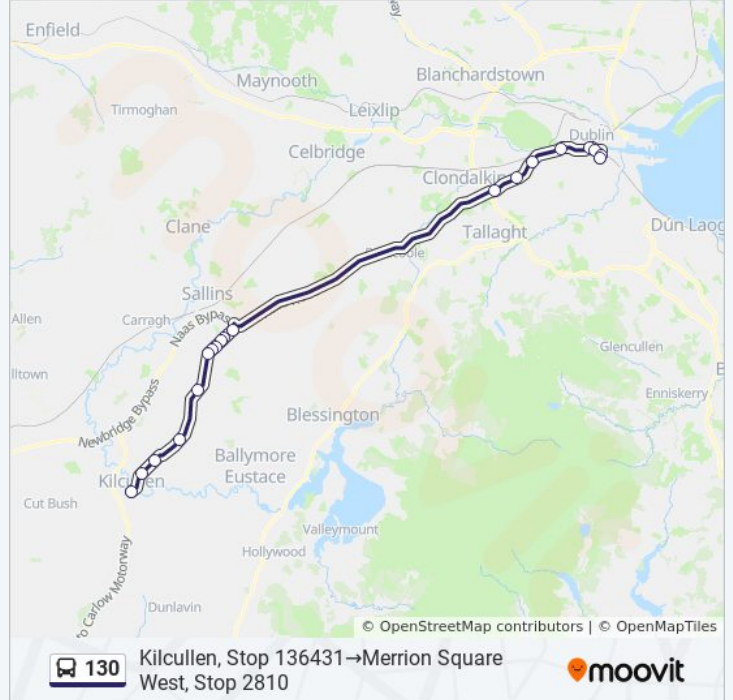 way
Enfield
Maynooth
Blanchardstown
Tirmoghan
Leixlip
Dublin
Celbridge
Clondalkin
Clane
Tallaght
Dún Laog
Sallins
Allen
Carragh
Naas Bypass
Glencullen
lltown
B
Enniskerry
Newbridge Bypass
Blessington
Ballymore
Eustace
Kilcullen
Cut Bush
Valleymount
Hollywood
to Carlow Motorway
Dunlavin
© OpenStreetMap contributors | © OpenMapTiles
130
Kilcullen, Stop 136431→Merrion Square
West, Stop 2810
moovit